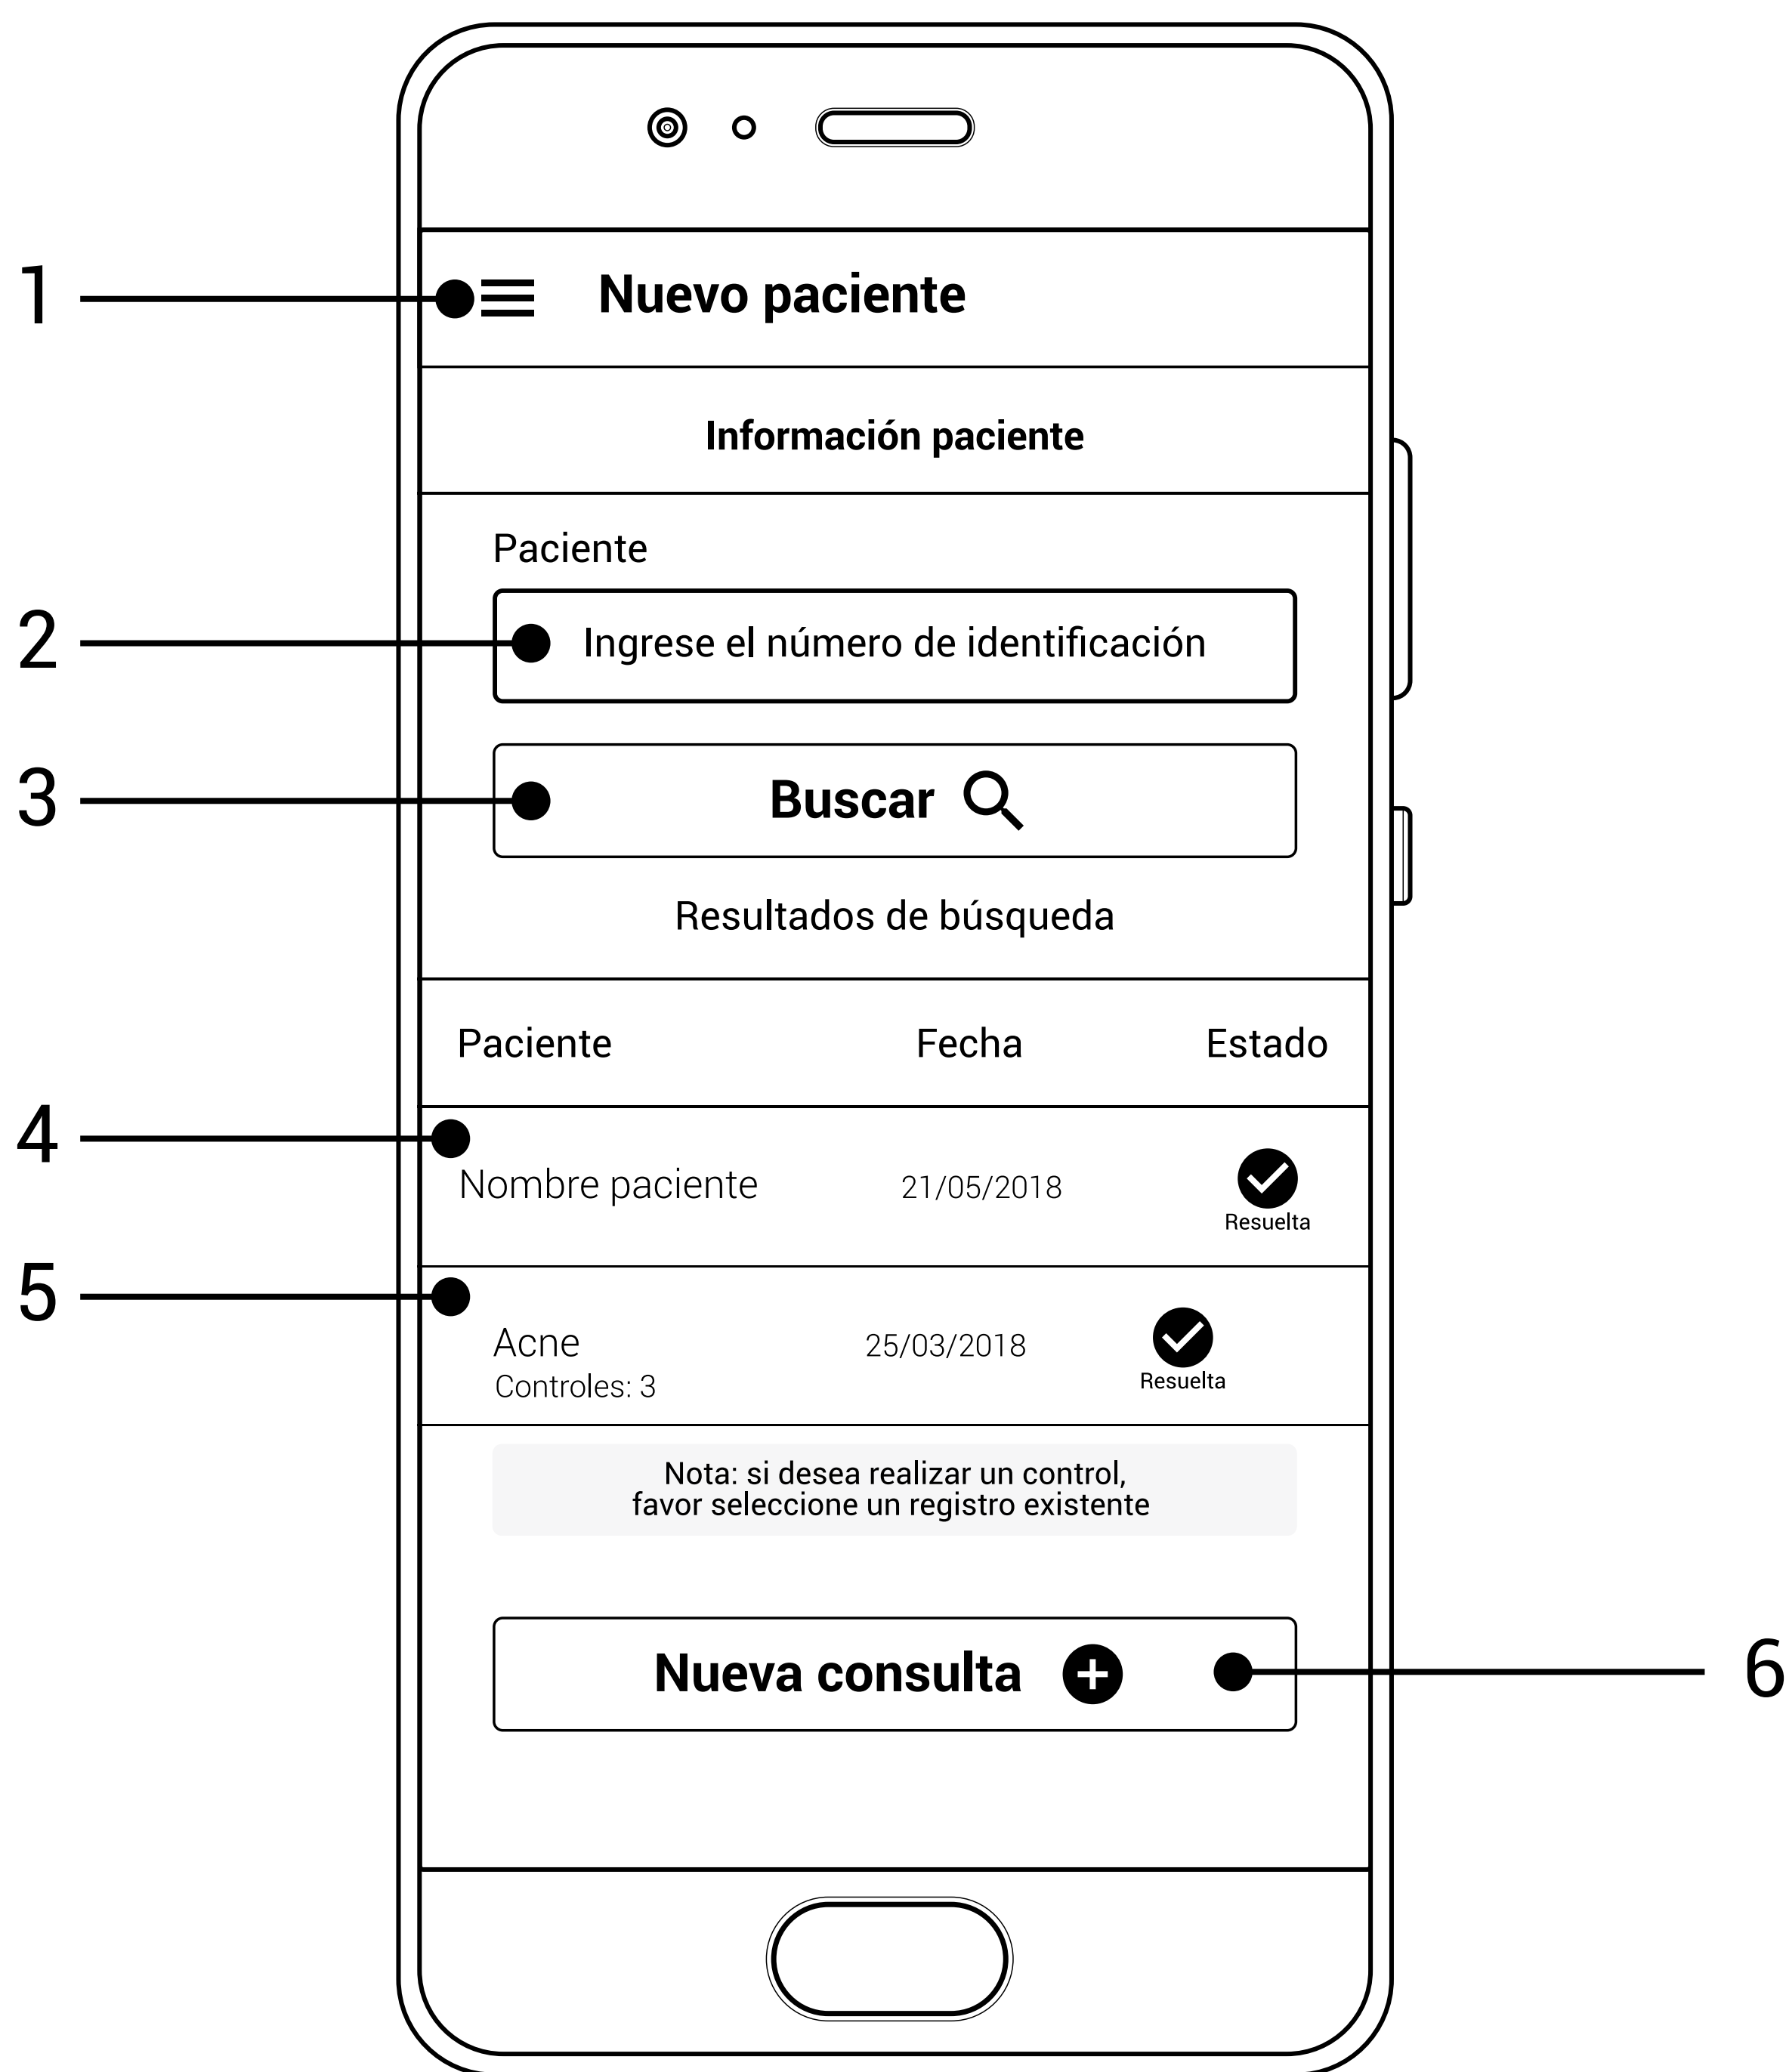 1
Nuevo paciente
Información paciente
Paciente
2
Ingrese el número de identificación
3
Buscar
Resultados de búsqueda
Paciente Fecha Estado
4
Nombre paciente 21/05/2018
Resuelta
5
Acne 25/03/2018
Controles: 3 Resuelta
Nota: si desea realizar un control,
favor seleccione un registro existente
Nueva consulta
6